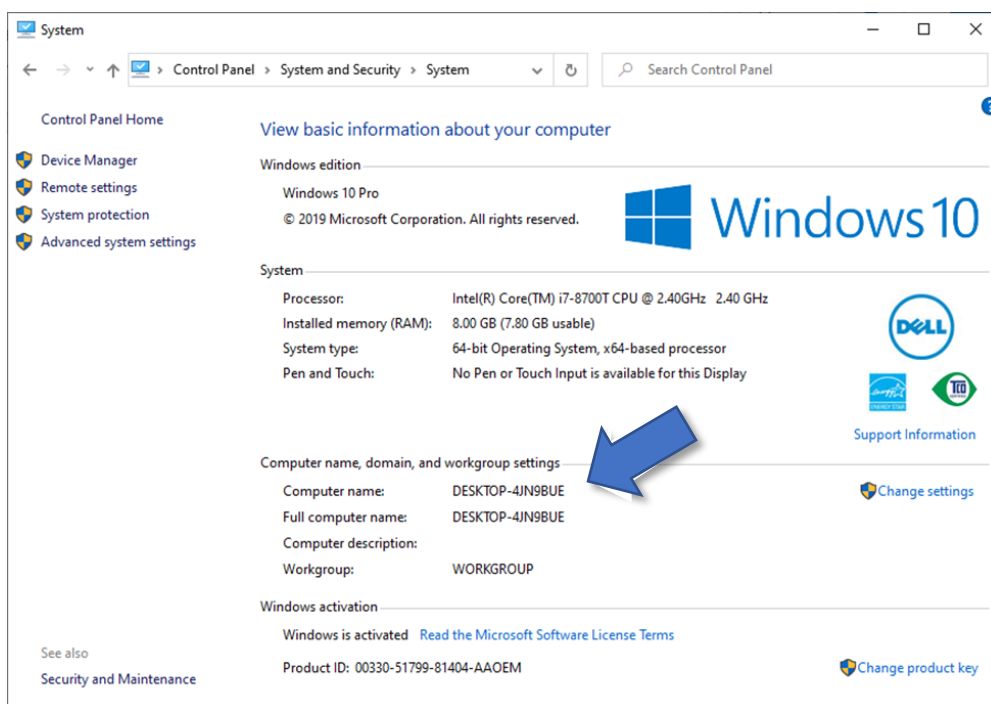 System
Control Panel > System and Security > System
Search Control Panel
Control Panel Home
Device Manager
Remote settings
System protection
Advanced system settings
View basic information about your computer
Windows edition
Windows 10 Pro
© 2019 Microsoft Corporation. All rights reserved.
Windows 10
System
Processor: Intel(R) Core(TM) i7-8700T CPU @ 2.40GHz 2.40 GHz
Installed memory (RAM): 8.00 GB (7.80 GB usable)
System type: 64-bit Operating System, x64-based processor
Pen and Touch: No Pen or Touch Input is available for this Display
DELL
ENERGY STAR
TCO
Support Information
Computer name, domain, and workgroup settings
Computer name: DESKTOP-4JN9BUE
Change settings
Full computer name: DESKTOP-4JN9BUE
Computer description:
Workgroup: WORKGROUP
Windows activation
Windows is activated Read the Microsoft Software License Terms
Product ID: 00330-51799-81404-AAOEM
Change product key
See also
Security and Maintenance